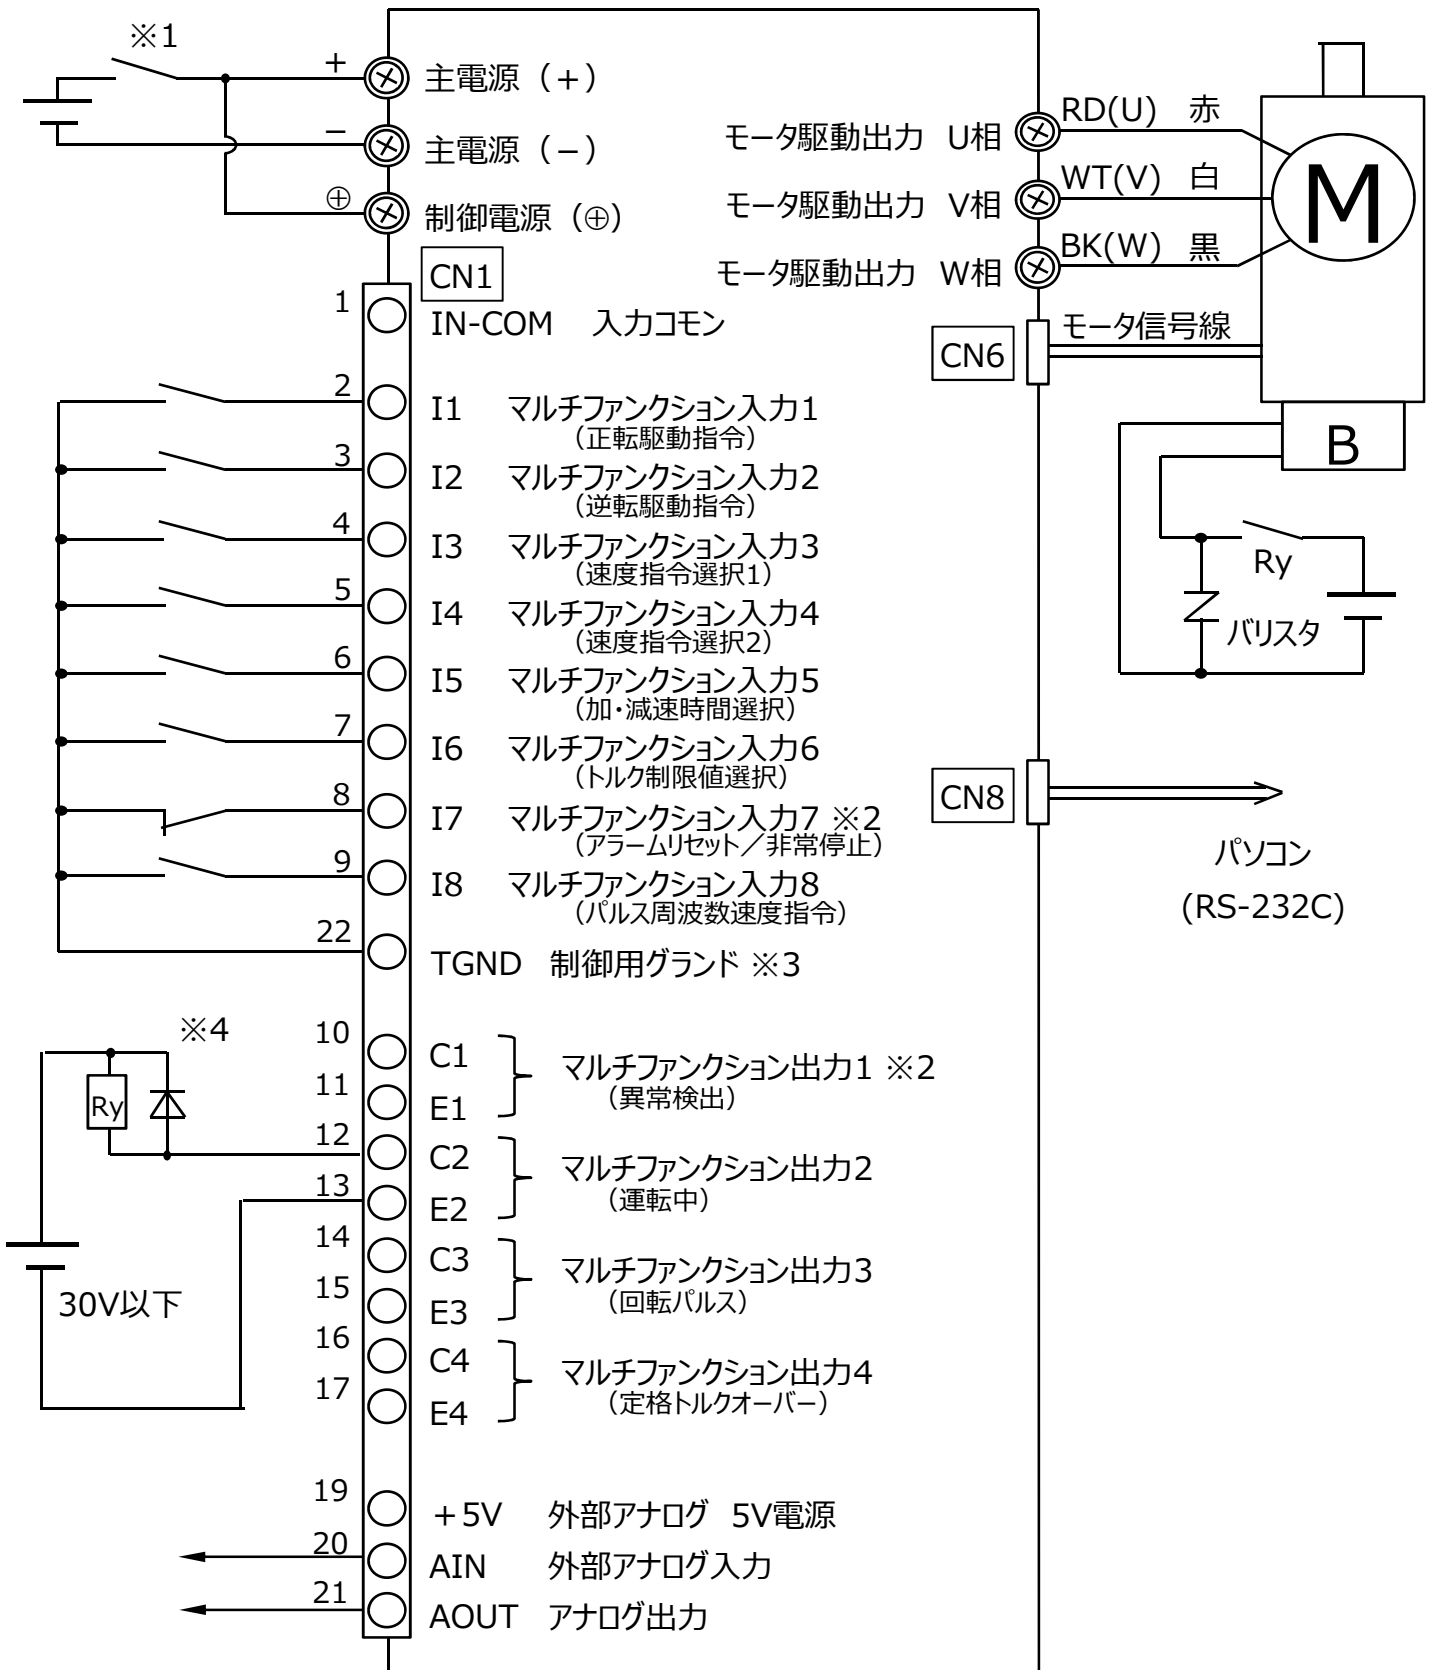 ※1
+
主電源（+）
−
主電源（−）
⊕
制御電源（⊕）
モータ駆動出力 U相
RD(U) 赤
モータ駆動出力 V相
WT(V) 白
モータ駆動出力 W相
BK(W) 黒
M
B
CN6
モータ信号線
Ry
バリスタ
CN8
パソコン
(RS-232C)
CN1
1 IN-COM 入力コモン
2 I1 マルチファンクション入力1
（正転駆動指令）
3 I2 マルチファンクション入力2
（逆転駆動指令）
4 I3 マルチファンクション入力3
（速度指令選択1）
5 I4 マルチファンクション入力4
（速度指令選択2）
6 I5 マルチファンクション入力5
（加・減速時間選択）
7 I6 マルチファンクション入力6
（トルク制限値選択）
8 I7 マルチファンクション入力7 ※2
（アラームリセット／非常停止）
9 I8 マルチファンクション入力8
（パルス周波数速度指令）
22 TGND 制御用グランド ※3
※4
Ry
30V以下
10 C1
11 E1
マルチファンクション出力1 ※2
（異常検出）
12 C2
13 E2
マルチファンクション出力2
（運転中）
14 C3
15 E3
マルチファンクション出力3
（回転パルス）
16 C4
17 E4
マルチファンクション出力4
（定格トルクオーバー）
19 +5V 外部アナログ 5V電源
20 AIN 外部アナログ入力
21 AOUT アナログ出力